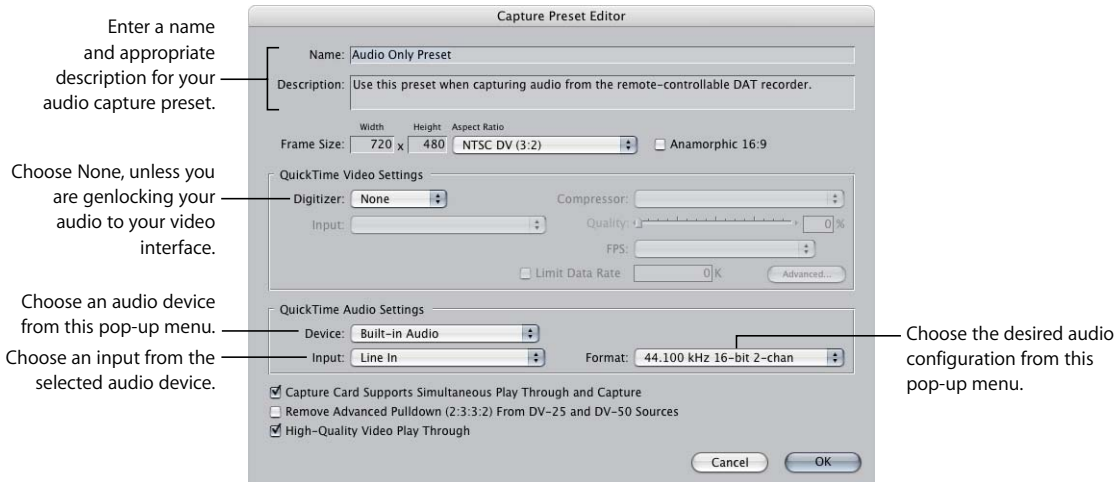 Capture Preset Editor
Enter a name
and appropriate
description for your
audio capture preset.
Name: Audio Only Preset
Description: Use this preset when capturing audio from the remote-controllable DAT recorder.
Width Height Aspect Ratio
Frame Size: 720 x 480 NTSC DV (3:2) Anamorphic 16:9
Choose None, unless you
are genlocking your
audio to your video
interface.
QuickTime Video Settings
Digitizer: None Compressor:
Input: Quality: 0 %
FPS:
Limit Data Rate 0 K Advanced...
Choose an audio device
from this pop-up menu.
Choose an input from the
selected audio device.
QuickTime Audio Settings
Device: Built-in Audio
Input: Line In Format: 44.100 kHz 16-bit 2-chan
Choose the desired audio
configuration from this
pop-up menu.
Capture Card Supports Simultaneous Play Through and Capture
Remove Advanced Pulldown (2:3:3:2) From DV-25 and DV-50 Sources
High-Quality Video Play Through
Cancel OK